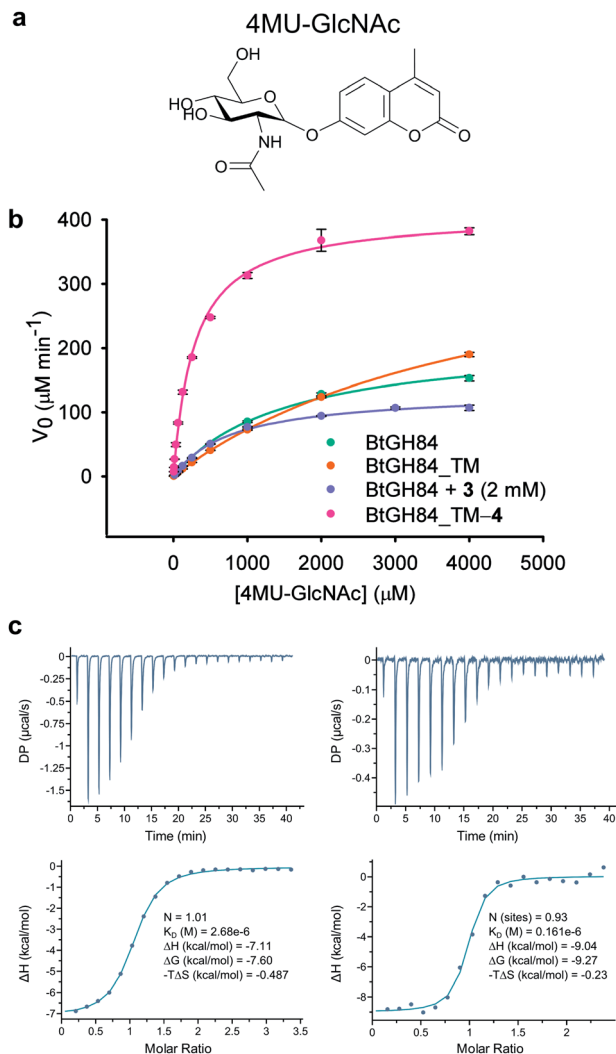 a
4MU-GlcNAc
OH
HO
HO
O
O
NH
O
O
O
b
400
300
200
100
0
V₀ (μM min⁻¹)
BtGH84
BtGH84_TM
BtGH84 + 3 (2 mM)
BtGH84_TM–4
0 1000 2000 3000 4000 5000
[4MU-GlcNAc] (μM)
c
0
-0.25
-0.5
-0.75
-1
-1.25
-1.5
DP (μcal/s)
0 5 10 15 20 25 30 35 40
Time (min)
0
-0.1
-0.2
-0.3
-0.4
DP (μcal/s)
0 5 10 15 20 25 30 35 40
Time (min)
0
-1
-2
-3
-4
-5
-6
-7
ΔH (kcal/mol)
N = 1.01
K_D (M) = 2.68e-6
ΔH (kcal/mol) = -7.11
ΔG (kcal/mol) = -7.60
-TΔS (kcal/mol) = -0.487
0 0.5 1 1.5 2 2.5 3 3.5
Molar Ratio
0
-2
-4
-6
-8
ΔH (kcal/mol)
N (sites) = 0.93
K_D (M) = 0.161e-6
ΔH (kcal/mol) = -9.04
ΔG (kcal/mol) = -9.27
-TΔS (kcal/mol) = -0.23
0 0.5 1 1.5 2
Molar Ratio